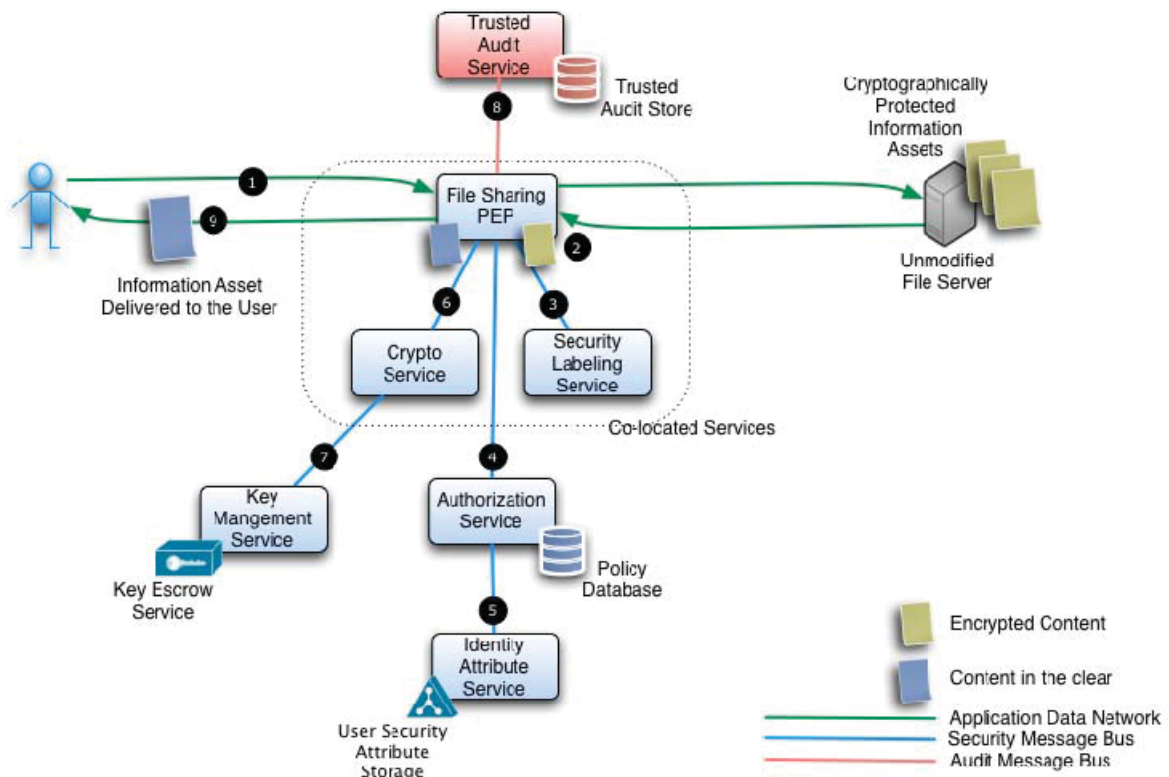 Trusted
Audit
Service
Trusted
Audit Store
8
Cryptographically
Protected
Information
Assets
1
File Sharing
PEP
9
2
Information Asset
Delivered to the User
Unmodified
File Server
6
3
Crypto
Service
Security
Labeling
Service
Co-located Services
7
4
Key
Mangement
Service
Authorization
Service
Key Escrow
Service
Policy
Database
5
Identity
Attribute
Service
User Security
Attribute
Storage
Encrypted Content
Content in the clear
Application Data Network
Security Message Bus
Audit Message Bus